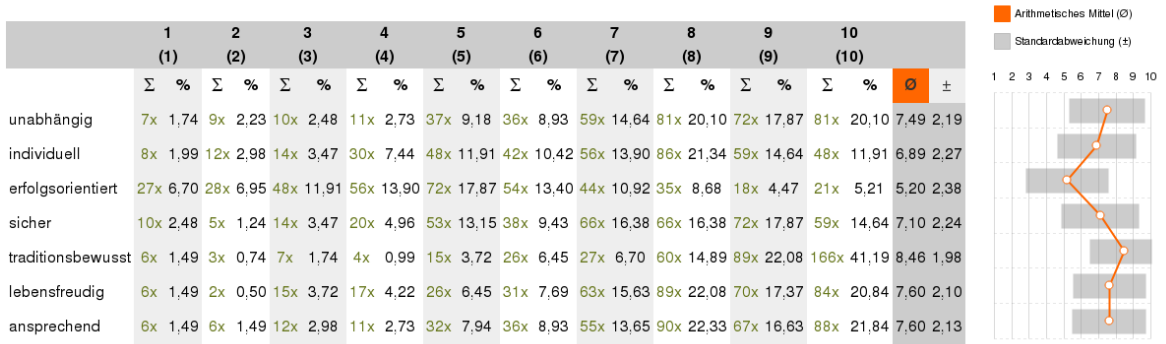 Arithmetisches Mittel (Ø)
Standardabweichung (±)
1 2 3 4 5 6 7 8 9 10
(1) (2) (3) (4) (5) (6) (7) (8) (9) (10)
Σ % Σ % Σ % Σ % Σ % Σ % Σ % Σ % Σ % Σ % Ø ±
1 2 3 4 5 6 7 8 9 10
unabhängig 7x 1,74 9x 2,23 10x 2,48 11x 2,73 37x 9,18 36x 8,93 59x 14,64 81x 20,10 72x 17,87 81x 20,10 7,49 2,19
individuell 8x 1,99 12x 2,98 14x 3,47 30x 7,44 48x 11,91 42x 10,42 56x 13,90 86x 21,34 59x 14,64 48x 11,91 6,89 2,27
erfolgsorientiert 27x 6,70 28x 6,95 48x 11,91 56x 13,90 72x 17,87 54x 13,40 44x 10,92 35x 8,68 18x 4,47 21x 5,21 5,20 2,38
sicher 10x 2,48 5x 1,24 14x 3,47 20x 4,96 53x 13,15 38x 9,43 66x 16,38 66x 16,38 72x 17,87 59x 14,64 7,10 2,24
traditionsbewusst 6x 1,49 3x 0,74 7x 1,74 4x 0,99 15x 3,72 26x 6,45 27x 6,70 60x 14,89 89x 22,08 166x 41,19 8,46 1,98
lebensfreudig 6x 1,49 2x 0,50 15x 3,72 17x 4,22 26x 6,45 31x 7,69 63x 15,63 89x 22,08 70x 17,37 84x 20,84 7,60 2,10
ansprechend 6x 1,49 6x 1,49 12x 2,98 11x 2,73 32x 7,94 36x 8,93 55x 13,65 90x 22,33 67x 16,63 88x 21,84 7,60 2,13